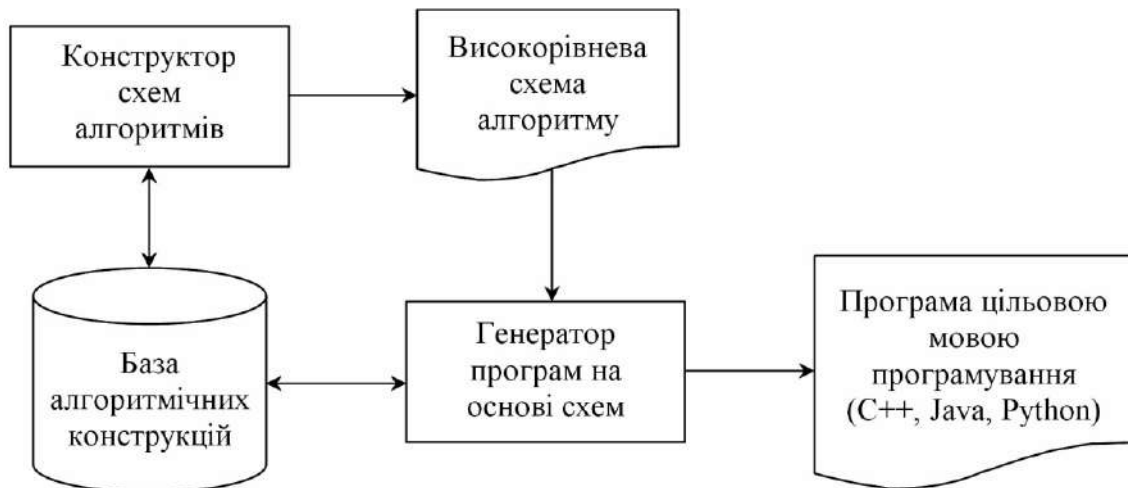 Конструктор
схем
алгоритмів
Високорівнева
схема
алгоритму
База
алгоритмічних
конструкцій
Генератор
програм на
основі схем
Програма цільовою
мовою
програмування
(C++, Java, Python)